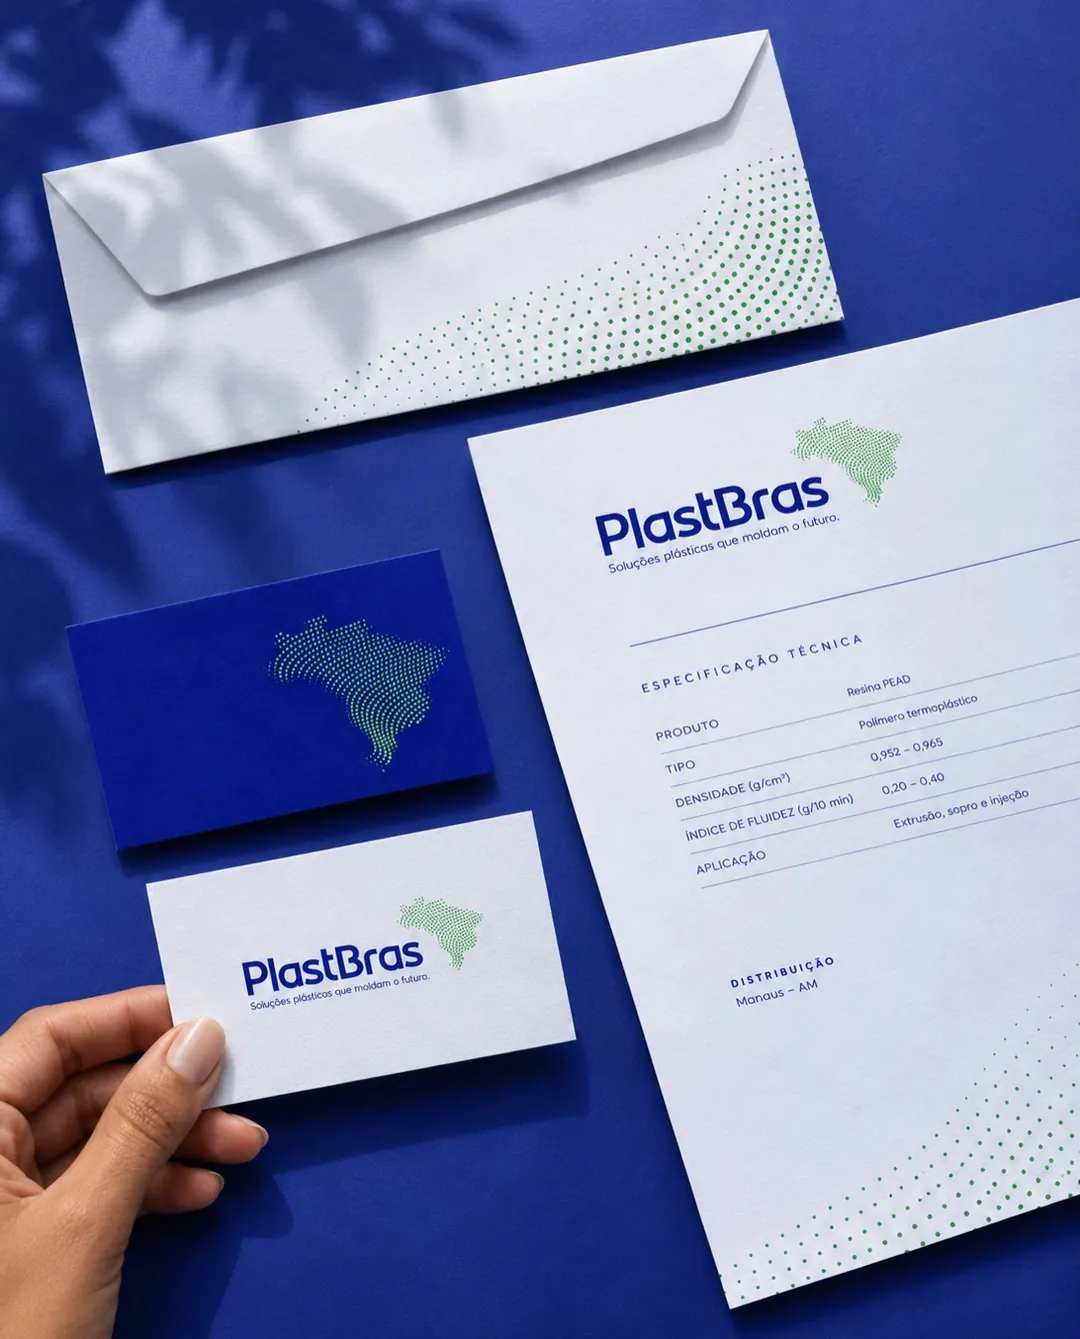 PlastBras
Soluções plásticas que moldam o futuro.
ESPECIFICAÇÃO TÉCNICA
PRODUTO Resina PEAD
TIPO Polímero termoplástico
DENSIDADE (g/cm³) 0,952 – 0,965
ÍNDICE DE FLUIDEZ (g/10 min) 0,20 – 0,40
APLICAÇÃO Extrusão, sopro e injeção
DISTRIBUIÇÃO
Manaus – AM
PlastBras
Soluções plásticas que moldam o futuro.